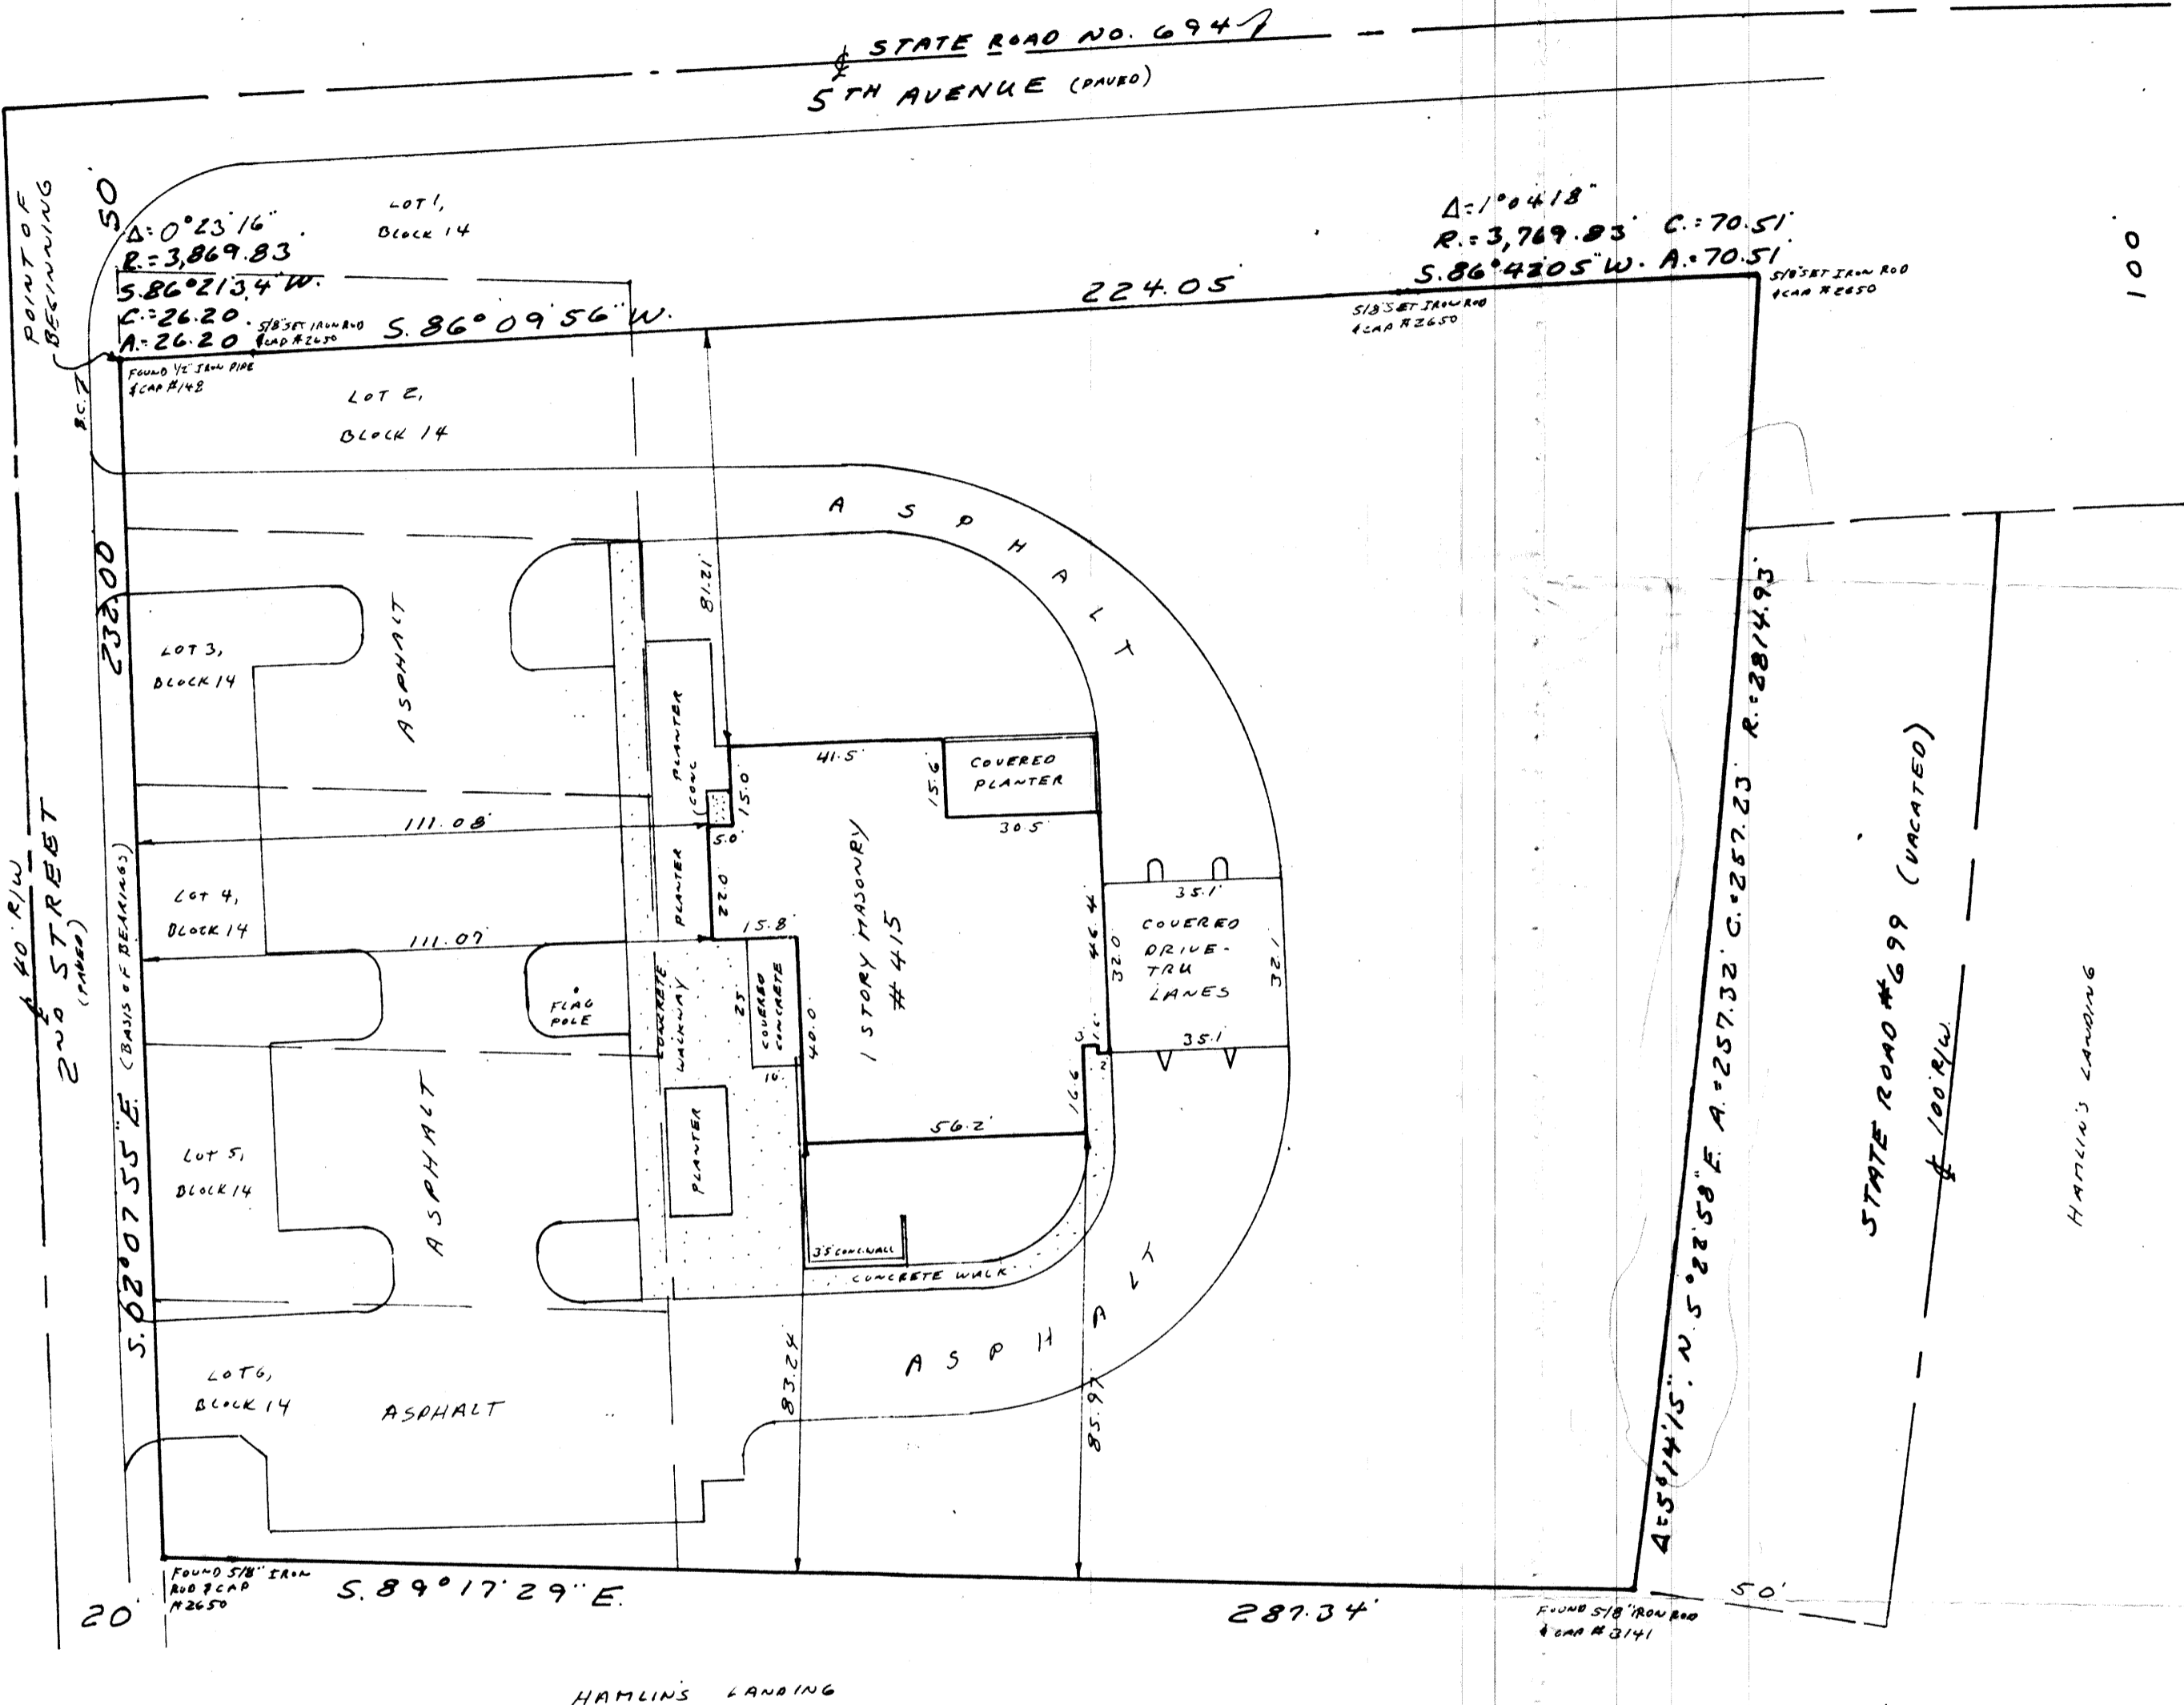 ℄ STATE ROAD NO. 694
5TH AVENUE (PAVED)
POINT OF
BEGINNING
50'
Δ=0°23'16"
R.=3,869.83
S.86°21'34"W.
C.=26.20
A.=26.20
5/8" SET IRON ROD
& CAP #2650
LOT 1,
BLOCK 14
S. 86° 09' 56" W.
224.05'
Δ=1°04'18"
R.=3,769.83' C.=70.51'
S.86°42'05"W. A.=70.51'
5/8" SET IRON ROD
& CAP #2650
5/8" SET IRON ROD
& CAP #2650
100'
FOUND 1/2" IRON PIPE
& CAP #148
B.C.
LOT 2,
BLOCK 14
ASPHALT
232.00
81.21
LOT 3,
BLOCK 14
ASPHALT
PLANTER
(CONC
41.5'
15.0'
15.6'
COVERED
PLANTER
30.5'
111.08'
5.0'
PLANTER
22.0'
LOT 4,
BLOCK 14
111.07'
15.8'
1 STORY MASONRY
# 415
46.4
35.1'
COVERED
DRIVE-
TRU
LANES
32.0'
32.1'
35.1'
FLAG
POLE
CONCRETE
WALKWAY
25'
COVERED
CONCRETE
16'
40.0'
3
1.6
2
16.6
56.2'
℄ 40' R/W
2ND STREET
(PAVED)
S. 02° 07' 55" E. (BASIS OF BEARINGS)
LOT 5,
BLOCK 14
ASPHALT
PLANTER
3.5' CONC. WALL
CONCRETE WALK
ASPHALT
LOT 6,
BLOCK 14
ASPHALT
83.24
85.97'
Δ=5°14'15". N. 5°22'58"E. A.=257.32' C.=257.23' R.=2814.93'
STATE ROAD #699 (VACATED)
℄ 100' R/W
HAMLIN'S LANDING
FOUND 5/8" IRON
ROD & CAP
#2650
20'
S. 89° 17' 29" E.
287.34'
FOUND 5/8" IRON ROD
& CAP # 3141
50'
HAMLIN'S LANDING